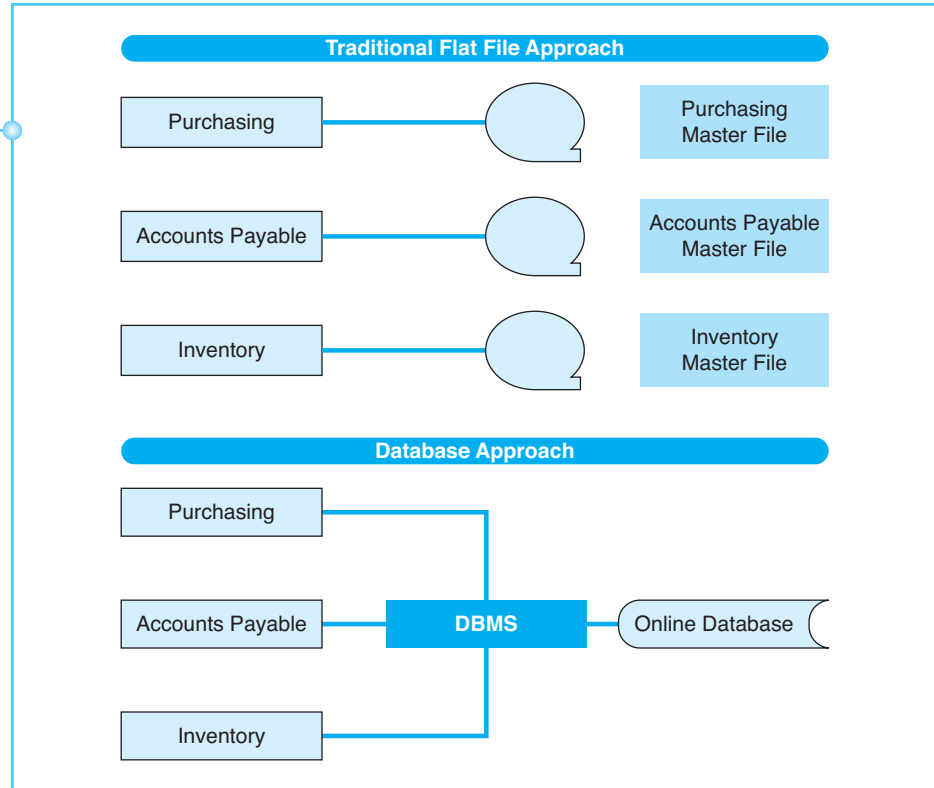 Traditional Flat File Approach
Purchasing
Purchasing
Master File
Accounts Payable
Accounts Payable
Master File
Inventory
Inventory
Master File
Database Approach
Purchasing
Accounts Payable
DBMS
Online Database
Inventory